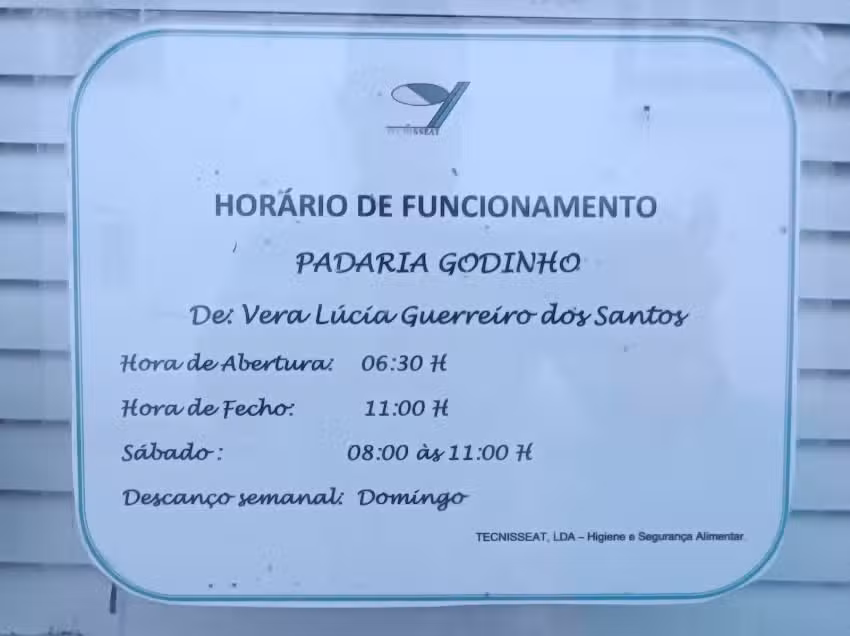 TECNISSEAT
HORÁRIO DE FUNCIONAMENTO
PADARIA GODINHO
De: Vera Lúcia Guerreiro dos Santos
Hora de Abertura: 06:30 H
Hora de Fecho: 11:00 H
Sábado : 08:00 às 11:00 H
Descanço semanal: Domingo
TECNISSEAT, LDA – Higiene e Segurança Alimentar